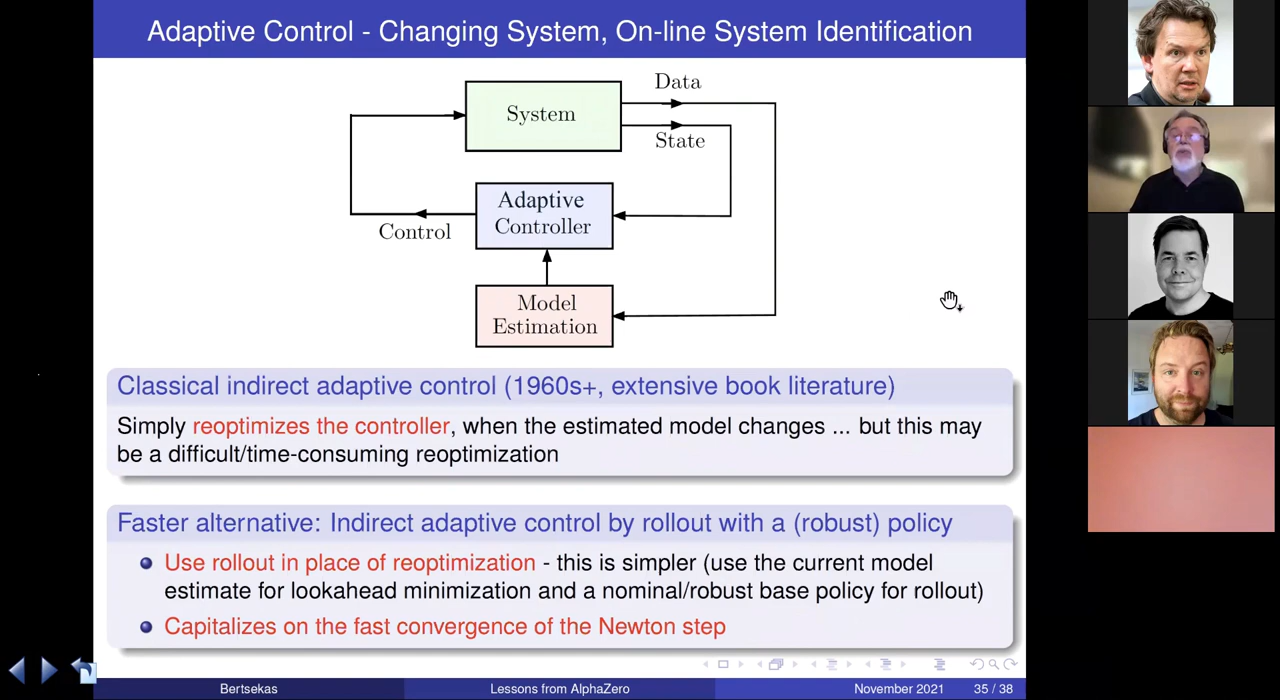 Adaptive Control - Changing System, On-line System Identification
Data
System
State
Adaptive
Controller
Control
Model
Estimation
Classical indirect adaptive control (1960s+, extensive book literature)
Simply reoptimizes the controller, when the estimated model changes ... but this may
be a difficult/time-consuming reoptimization
Faster alternative: Indirect adaptive control by rollout with a (robust) policy
Use rollout in place of reoptimization - this is simpler (use the current model
estimate for lookahead minimization and a nominal/robust base policy for rollout)
Capitalizes on the fast convergence of the Newton step
Bertsekas
Lessons from AlphaZero
November 2021
35 / 38